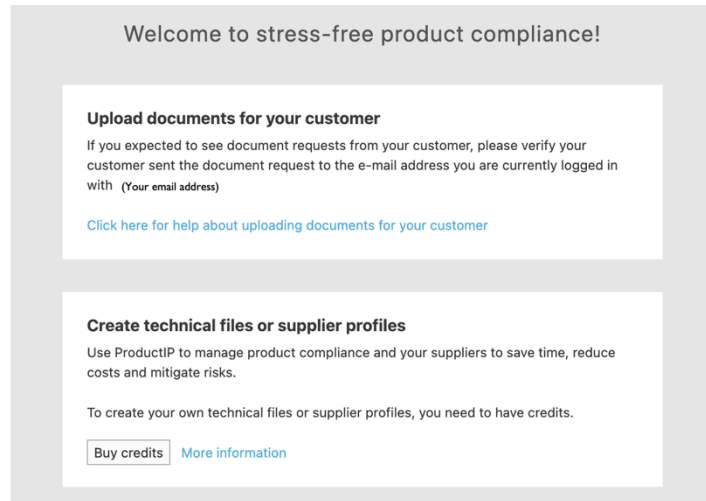 Welcome to stress-free product compliance!
Upload documents for your customer
If you expected to see document requests from your customer, please verify your
customer sent the document request to the e-mail address you are currently logged in
with (Your email address)
Click here for help about uploading documents for your customer
Create technical files or supplier profiles
Use ProductIP to manage product compliance and your suppliers to save time, reduce
costs and mitigate risks.
To create your own technical files or supplier profiles, you need to have credits.
Buy credits More information